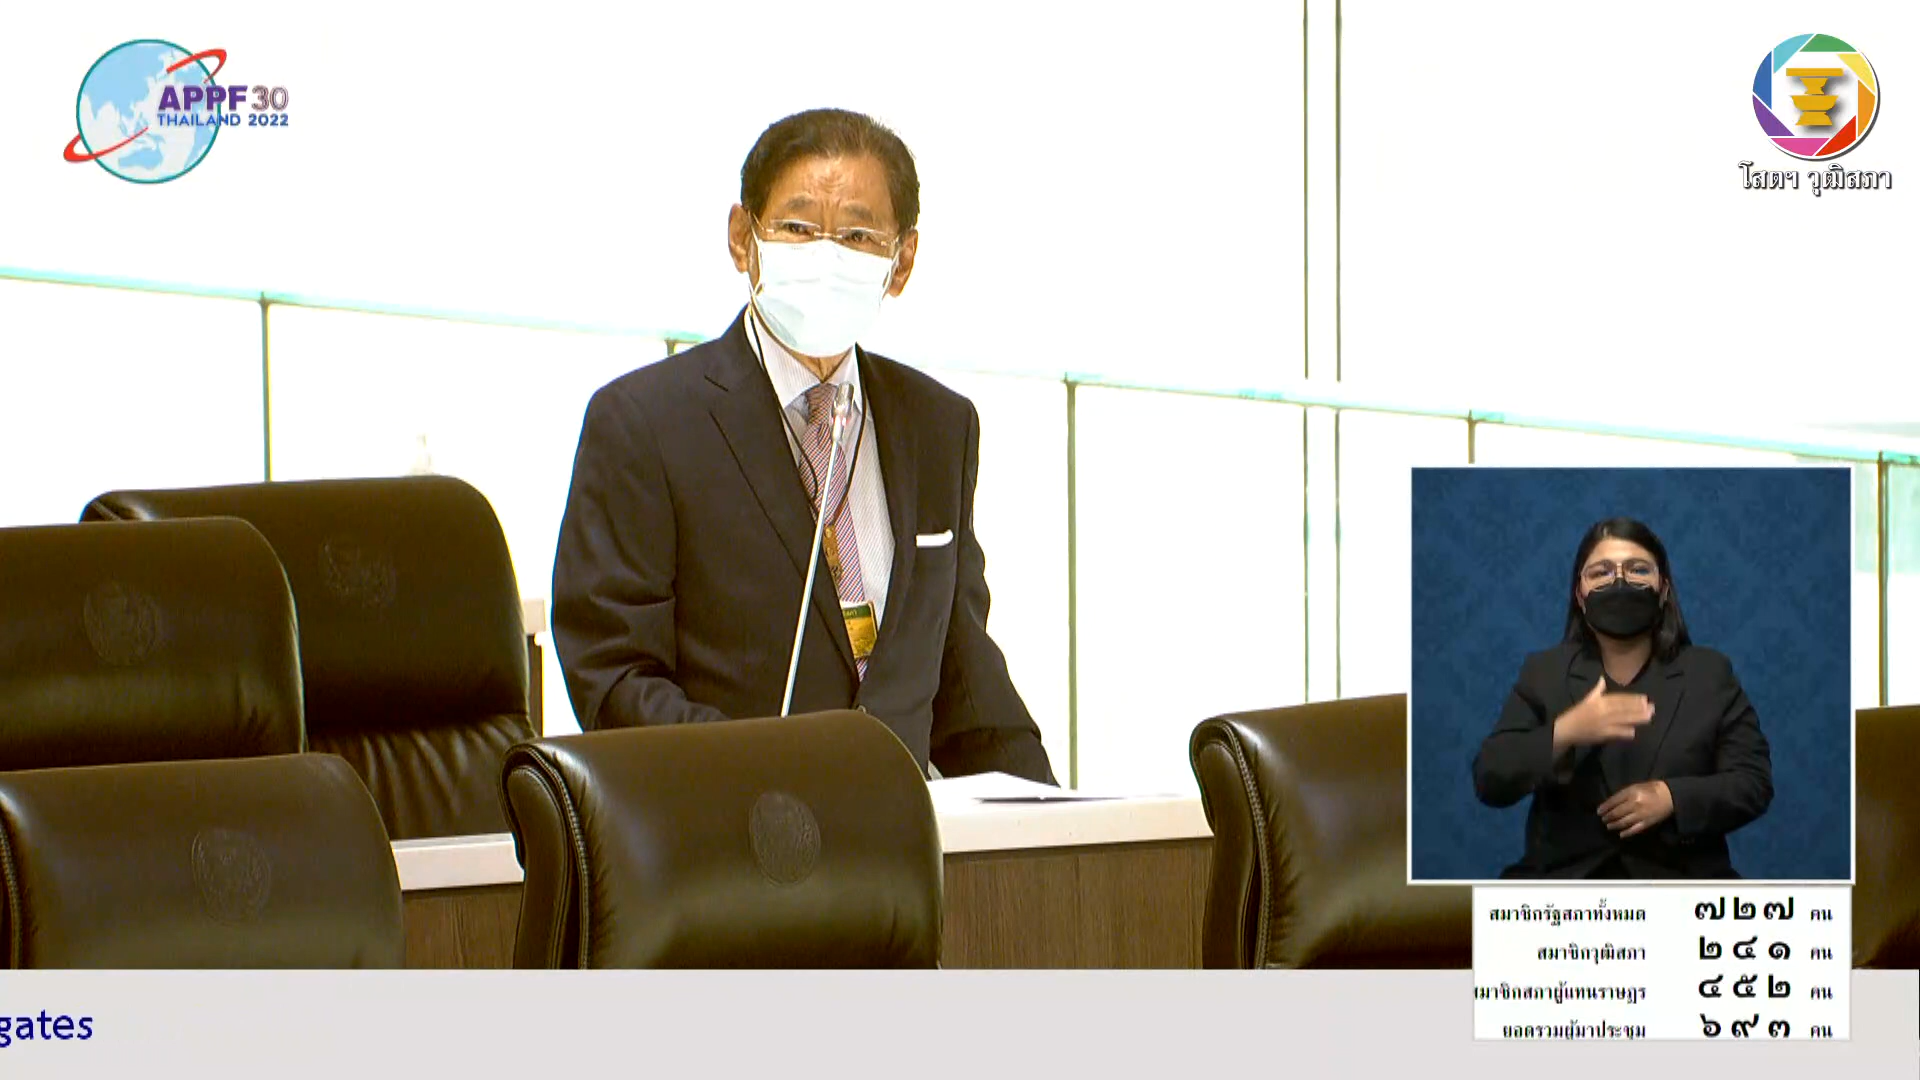 APPF 30
THAILAND 2022
โสตฯ วุฒิสภา
สมาชิกรัฐสภาทั้งหมด ๗๒๗ คน
สมาชิกวุฒิสภา ๒๔๑ คน
สมาชิกสภาผู้แทนราษฎร ๔๕๒ คน
ยอดรวมผู้มาประชุม ๖๙๓ คน
gates